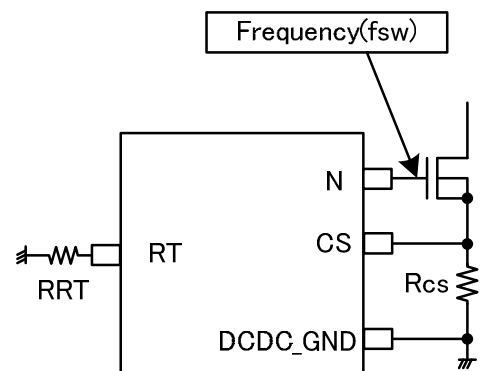 Frequency(fsw)
N
RT
CS
RRT
Rcs
DCDC_GND